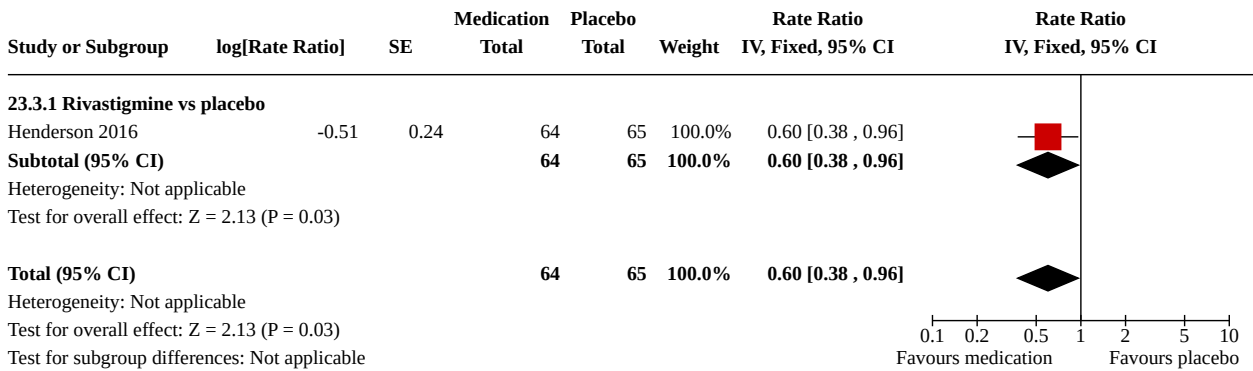 Medication Placebo Rate Ratio Rate Ratio
Study or Subgroup log[Rate Ratio] SE Total Total Weight IV, Fixed, 95% CI IV, Fixed, 95% CI
23.3.1 Rivastigmine vs placebo
Henderson 2016 -0.51 0.24 64 65 100.0% 0.60 [0.38 , 0.96]
Subtotal (95% CI) 64 65 100.0% 0.60 [0.38 , 0.96]
Heterogeneity: Not applicable
Test for overall effect: Z = 2.13 (P = 0.03)
Total (95% CI) 64 65 100.0% 0.60 [0.38 , 0.96]
Heterogeneity: Not applicable
Test for overall effect: Z = 2.13 (P = 0.03) 0.1 0.2 0.5 1 2 5 10
Test for subgroup differences: Not applicable Favours medication Favours placebo